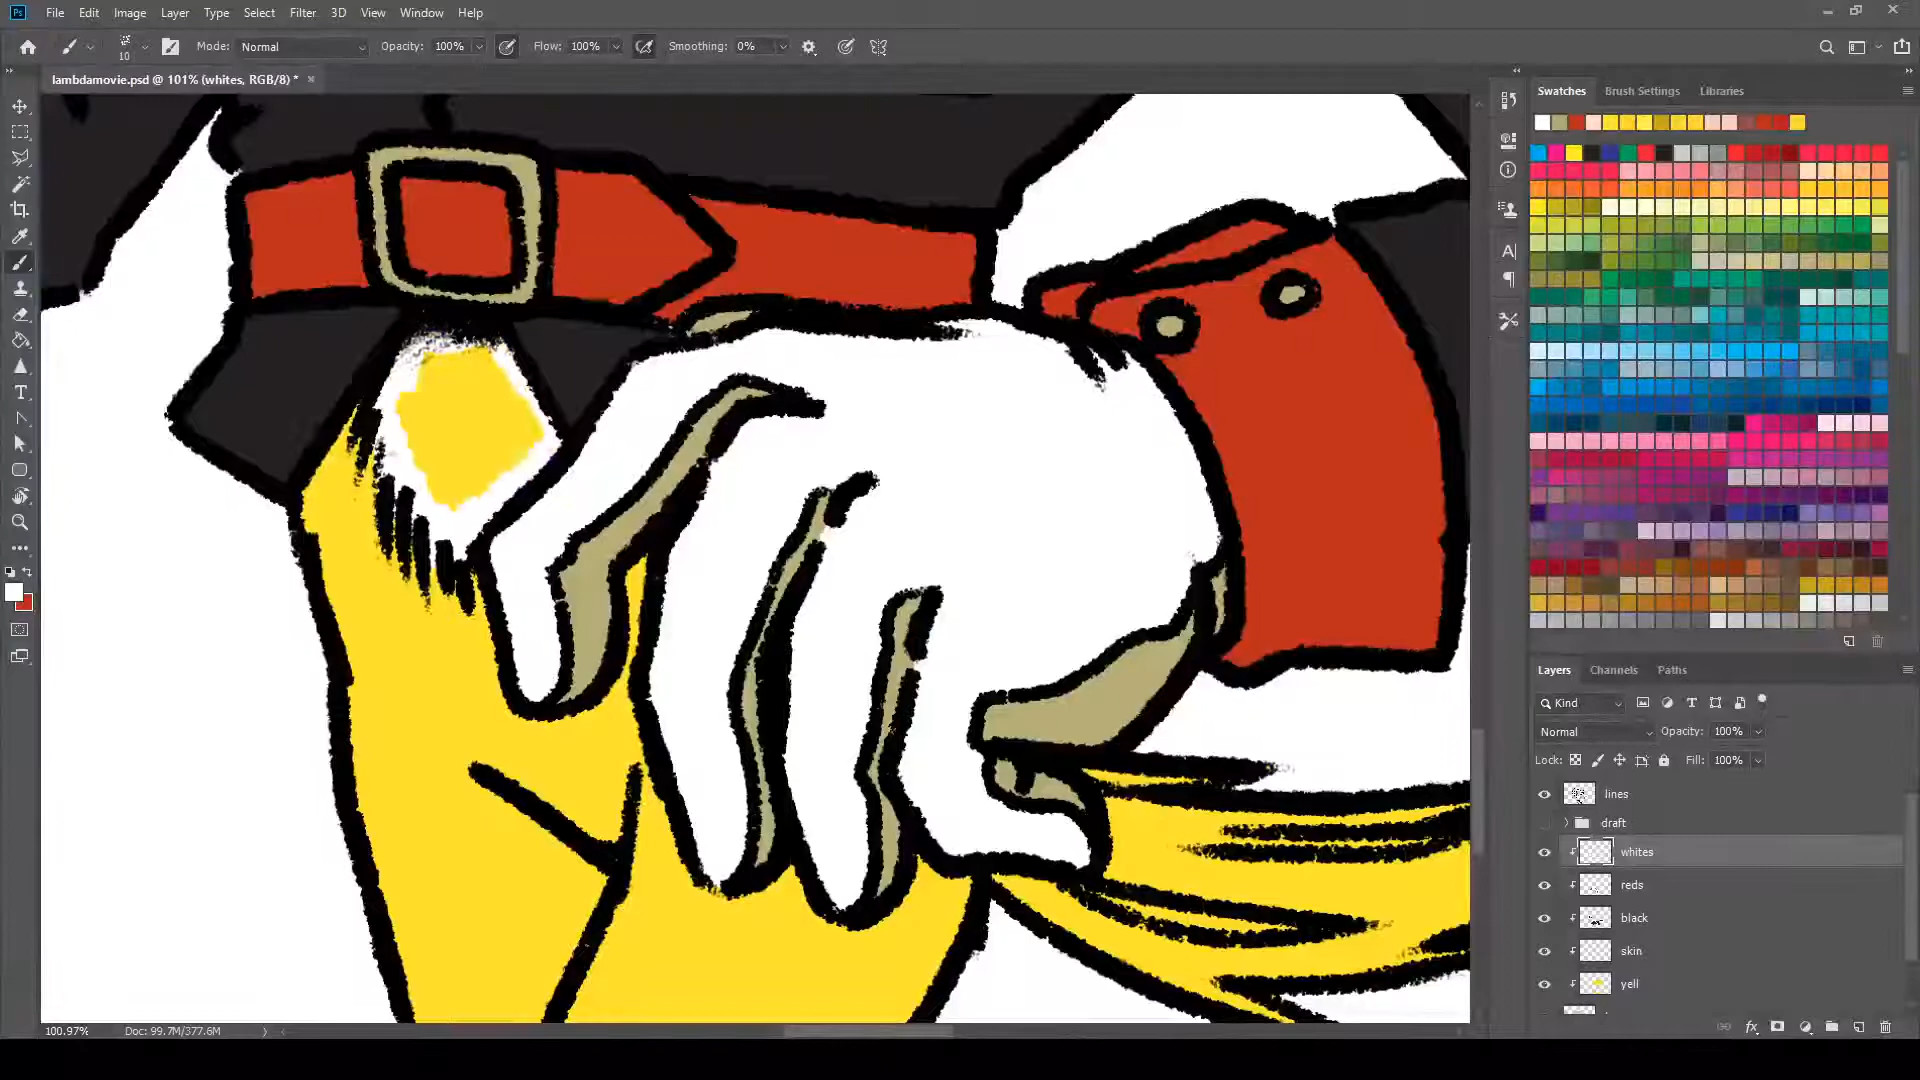 Ps File Edit Image Layer Type Select Filter 3D View Window Help
10 Mode: Normal Opacity: 100% Flow: 100% Smoothing: 0%
lambdamovie.psd @ 101% (whites, RGB/8) *
Swatches Brush Settings Libraries
Layers Channels Paths
Kind
Normal Opacity: 100%
Lock: Fill: 100%
lines
draft
whites
reds
black
skin
yell
100.97% Doc: 99.7M/377.6M